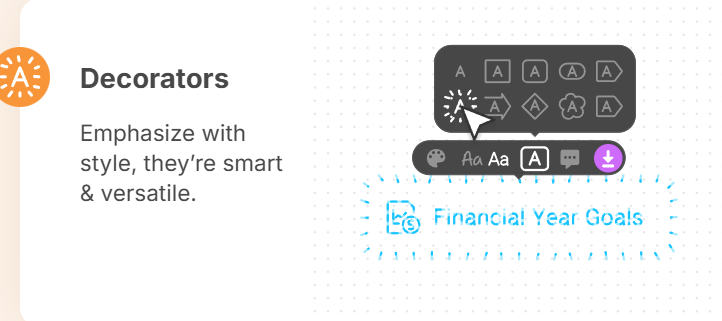 A
Decorators
Emphasize with
style, they’re smart
& versatile.
A A A A A
A A A A A
Aa Aa A
Financial Year Goals